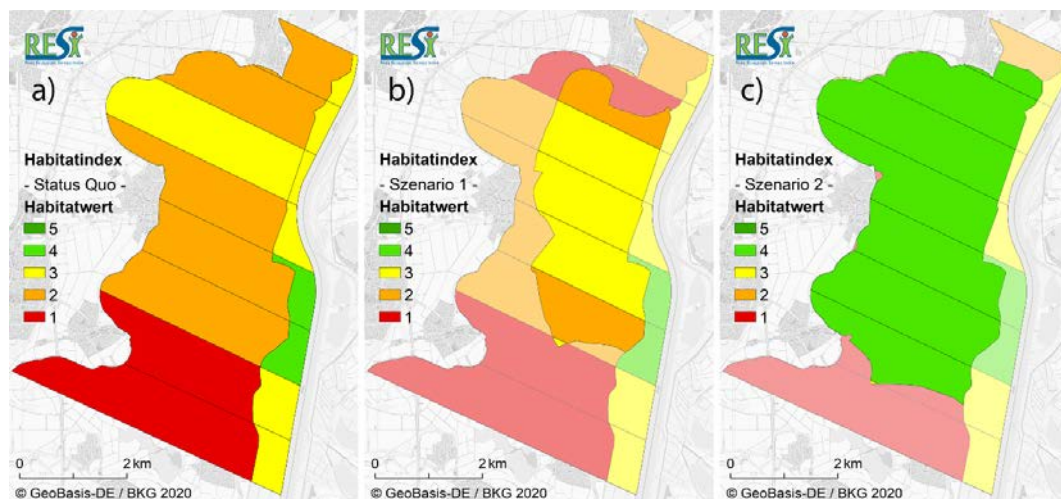 RESI
a)
Habitatindex
- Status Quo -
Habitatwert
5
4
3
2
1
0 2 km
© GeoBasis-DE / BKG 2020
RESI
b)
Habitatindex
- Szenario 1 -
Habitatwert
5
4
3
2
1
0 2 km
© GeoBasis-DE / BKG 2020
RESI
c)
Habitatindex
- Szenario 2 -
Habitatwert
5
4
3
2
1
0 2 km
© GeoBasis-DE / BKG 2020